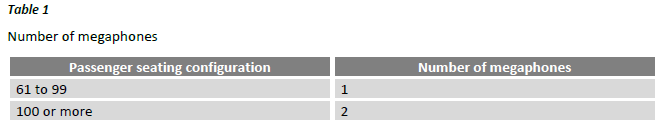 Table 1
Number of megaphones
Passenger seating configuration Number of megaphones
61 to 99 1
100 or more 2